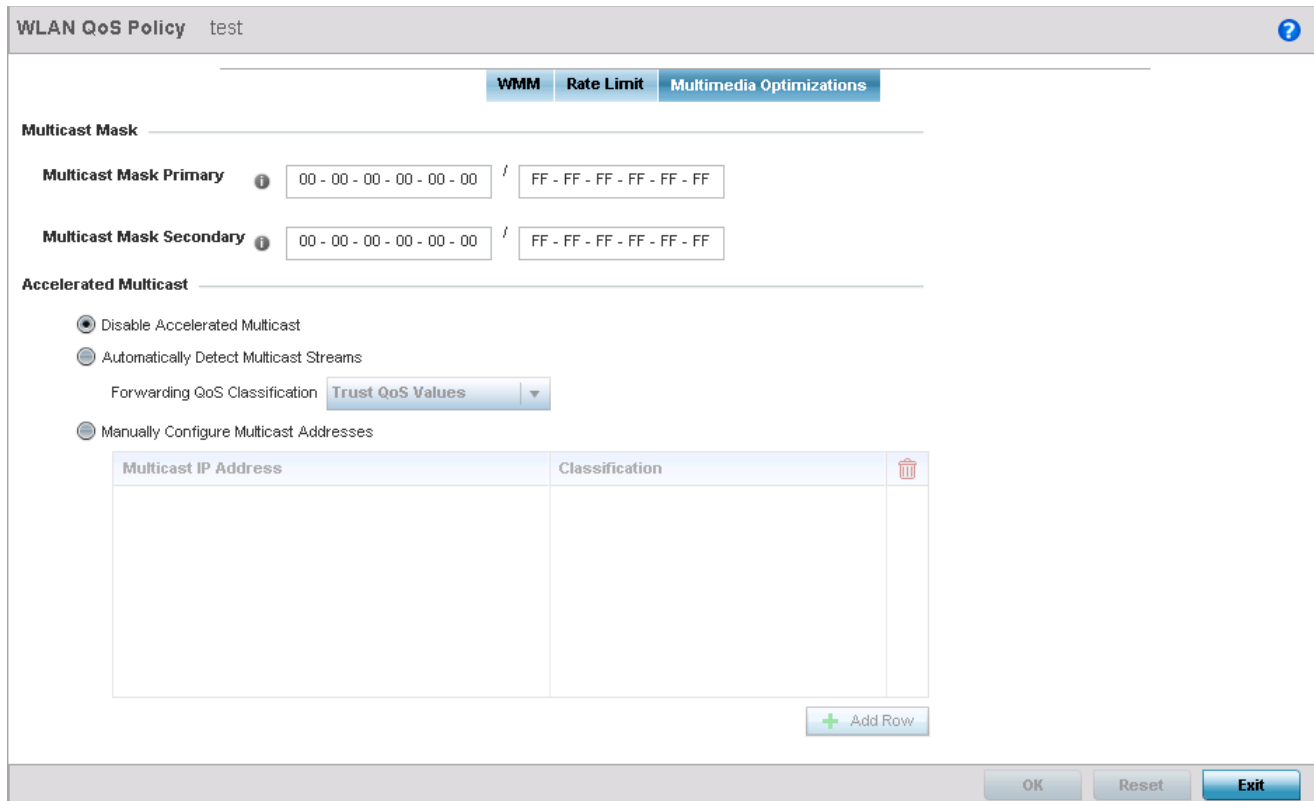 WLAN QoS Policy test ?
WMM Rate Limit Multimedia Optimizations
Multicast Mask
Multicast Mask Primary i 00 - 00 - 00 - 00 - 00 - 00 / FF - FF - FF - FF - FF - FF
Multicast Mask Secondary i 00 - 00 - 00 - 00 - 00 - 00 / FF - FF - FF - FF - FF - FF
Accelerated Multicast
Disable Accelerated Multicast
Automatically Detect Multicast Streams
Forwarding QoS Classification Trust QoS Values
Manually Configure Multicast Addresses
Multicast IP Address Classification
Add Row
OK Reset Exit